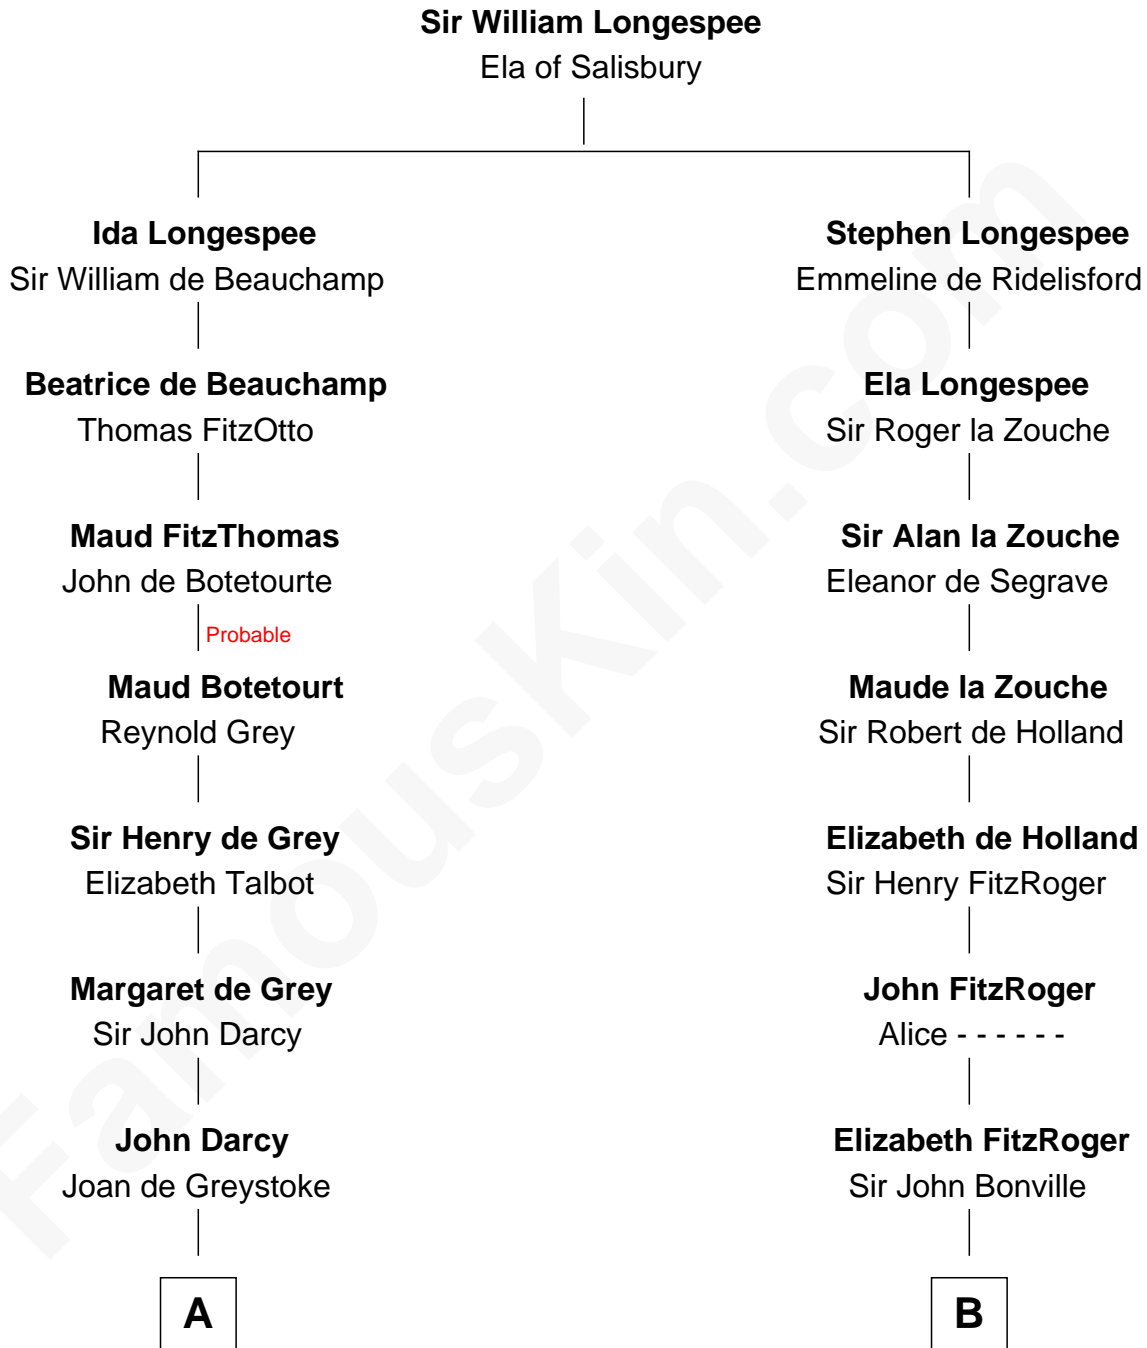 Sir William Longespee
Ela of Salisbury
Ida Longespee
Sir William de Beauchamp
Stephen Longespee
Emmeline de Ridelisford
Beatrice de Beauchamp
Thomas FitzOtto
Ela Longespee
Sir Roger la Zouche
Maud FitzThomas
John de Botetourte
Sir Alan la Zouche
Eleanor de Segrave
Probable
Maud Botetourt
Reynold Grey
Maude la Zouche
Sir Robert de Holland
Sir Henry de Grey
Elizabeth Talbot
Elizabeth de Holland
Sir Henry FitzRoger
Margaret de Grey
Sir John Darcy
John FitzRoger
Alice - - - - - -
John Darcy
Joan de Greystoke
Elizabeth FitzRoger
Sir John Bonville
A
B
FamousKin.com